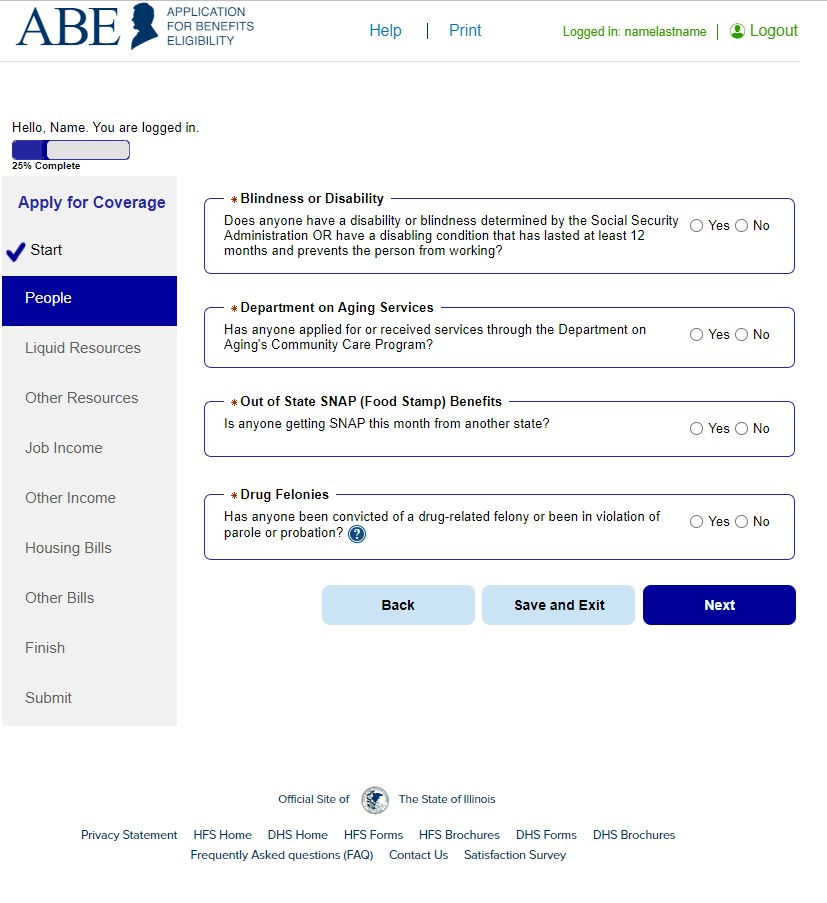 ABE APPLICATION
FOR BENEFITS
ELIGIBILITY
Help | Print
Logged in: namelastname | Logout
Hello, Name. You are logged in.
25% Complete
Apply for Coverage
Start
People
Liquid Resources
Other Resources
Job Income
Other Income
Housing Bills
Other Bills
Finish
Submit
* Blindness or Disability
Does anyone have a disability or blindness determined by the Social Security
Administration OR have a disabling condition that has lasted at least 12
months and prevents the person from working?
Yes No
* Department on Aging Services
Has anyone applied for or received services through the Department on
Aging's Community Care Program?
Yes No
* Out of State SNAP (Food Stamp) Benefits
Is anyone getting SNAP this month from another state?
Yes No
* Drug Felonies
Has anyone been convicted of a drug-related felony or been in violation of
parole or probation? ?
Yes No
Back Save and Exit Next
Official Site of The State of Illinois
Privacy Statement HFS Home DHS Home HFS Forms HFS Brochures DHS Forms DHS Brochures
Frequently Asked questions (FAQ) Contact Us Satisfaction Survey